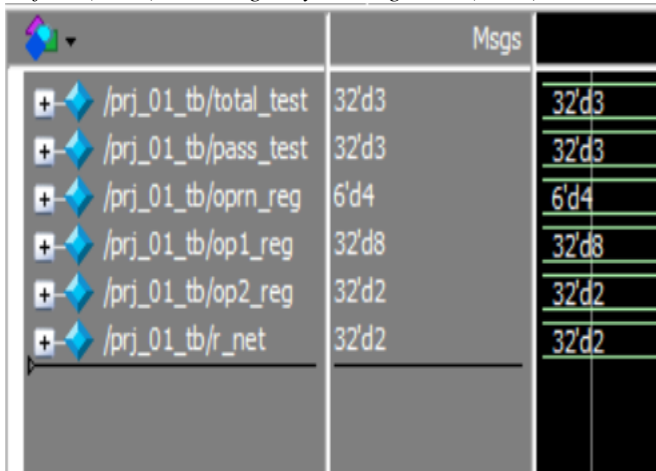 Msgs
/prj_01_tb/total_test 32'd3 32'd3
/prj_01_tb/pass_test 32'd3 32'd3
/prj_01_tb/oprn_reg 6'd4 6'd4
/prj_01_tb/op1_reg 32'd8 32'd8
/prj_01_tb/op2_reg 32'd2 32'd2
/prj_01_tb/r_net 32'd2 32'd2